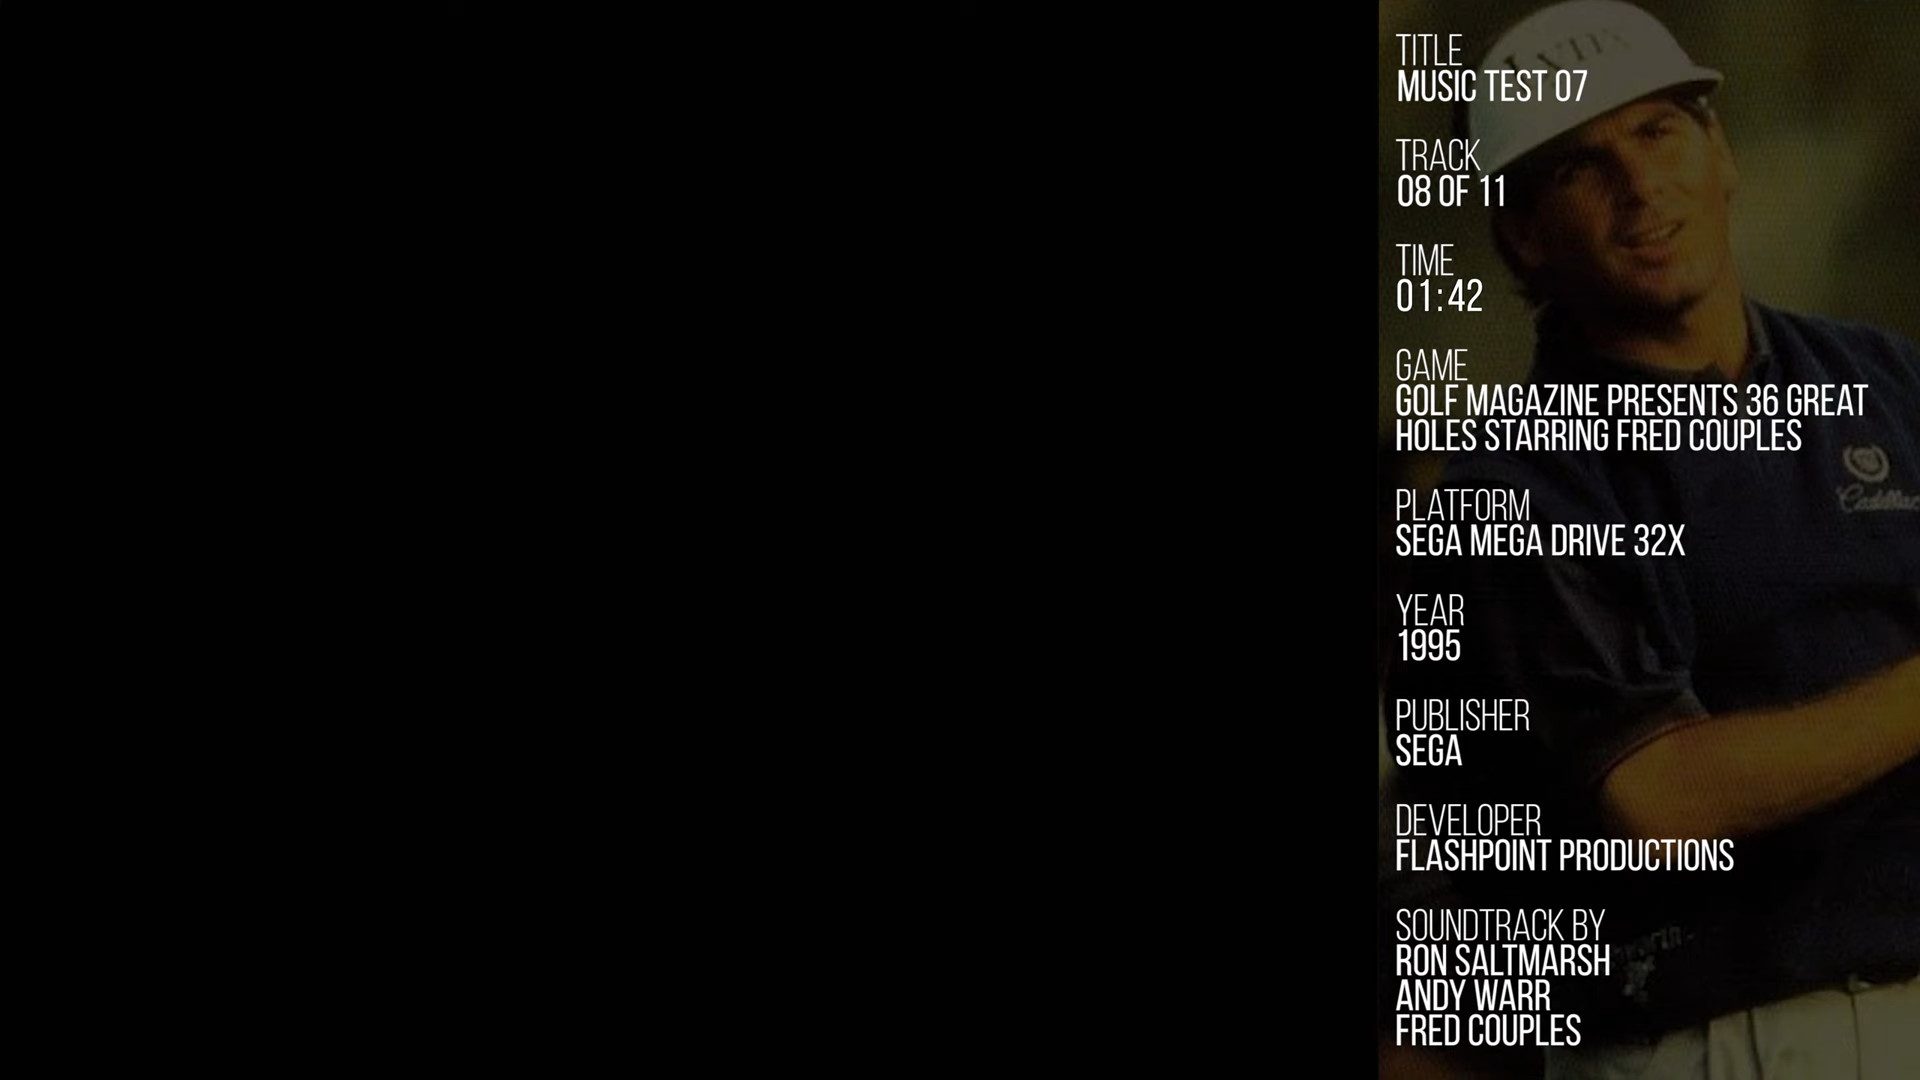 TITLE
MUSIC TEST 07
TRACK
08 OF 11
TIME
01:42
GAME
GOLF MAGAZINE PRESENTS 36 GREAT
HOLES STARRING FRED COUPLES
PLATFORM
SEGA MEGA DRIVE 32X
YEAR
1995
PUBLISHER
SEGA
DEVELOPER
FLASHPOINT PRODUCTIONS
SOUNDTRACK BY
RON SALTMARSH
ANDY WARR
FRED COUPLES
Cadillac